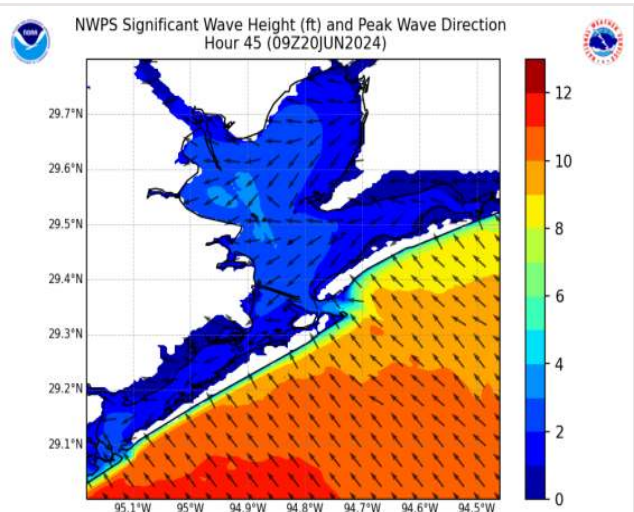 NWPS Significant Wave Height (ft) and Peak Wave Direction
Hour 45 (09Z20JUN2024)
29.7°N
29.6°N
29.5°N
29.4°N
29.3°N
29.2°N
29.1°N
95.1°W 95°W 94.9°W 94.8°W 94.7°W 94.6°W 94.5°W
12
10
8
6
4
2
0